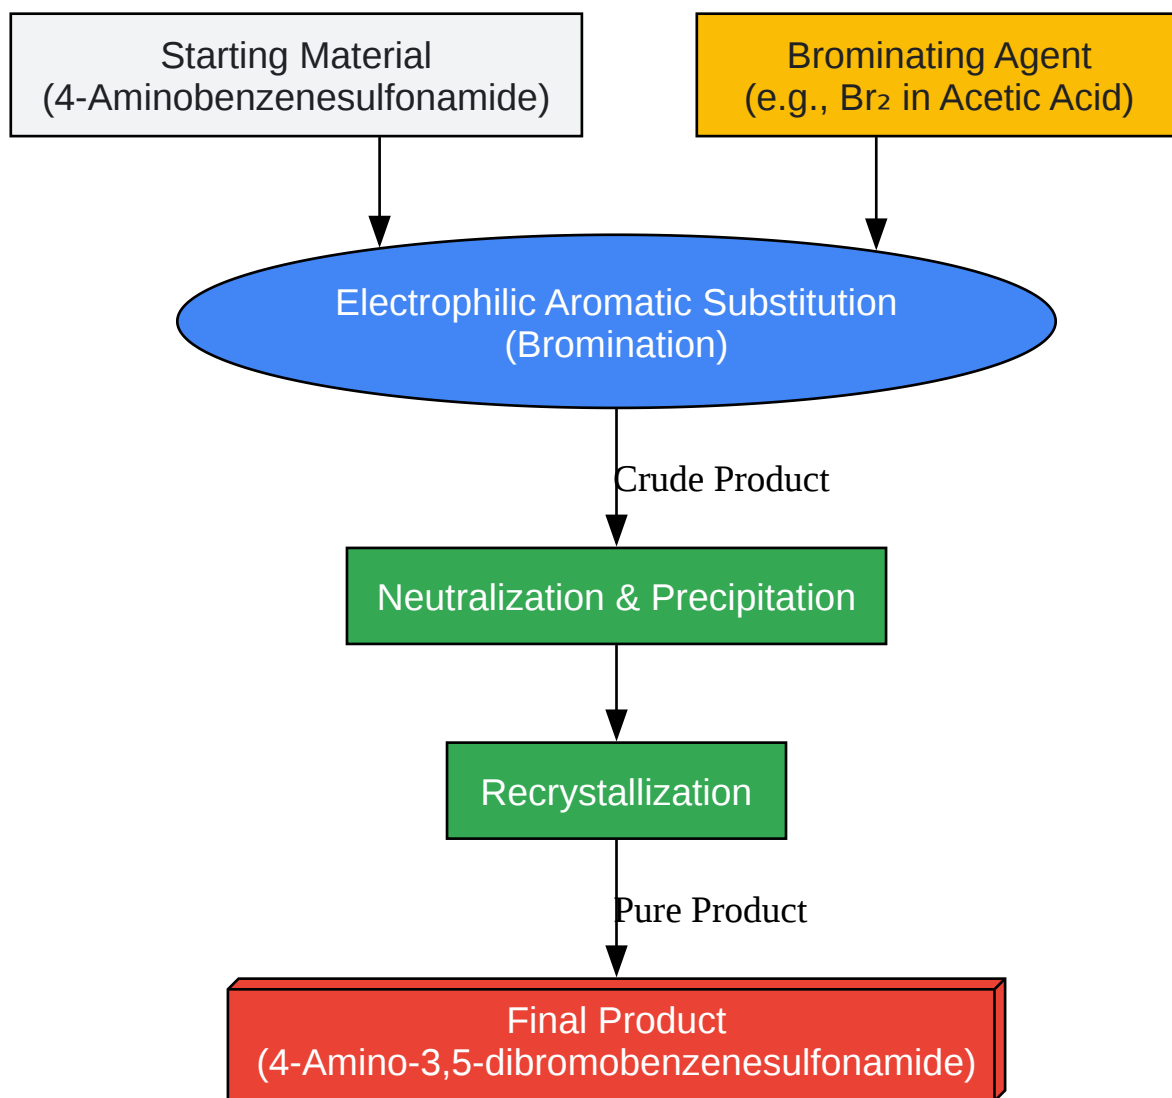 Starting Material
(4-Aminobenzenesulfonamide)
Brominating Agent
(e.g., Br₂ in Acetic Acid)
Electrophilic Aromatic Substitution
(Bromination)
Crude Product
Neutralization & Precipitation
Recrystallization
Pure Product
Final Product
(4-Amino-3,5-dibromobenzenesulfonamide)